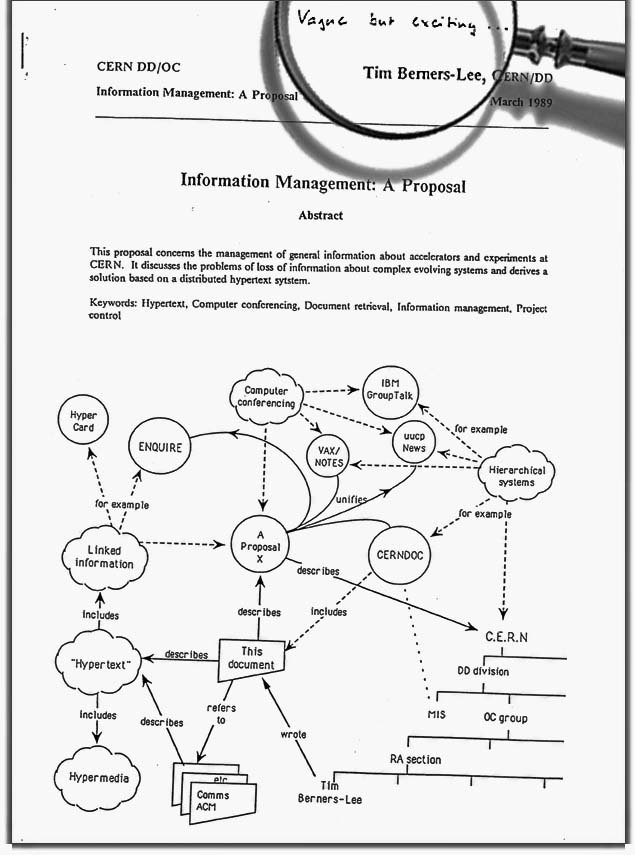 Vague but exciting ...
CERN DD/OC
Tim Berners-Lee, CERN/DD
Information Management: A Proposal
March 1989
Information Management: A Proposal
Abstract
This proposal concerns the management of general information about accelerators and experiments at
CERN. It discusses the problems of loss of information about complex evolving systems and derives a
solution based on a distributed hypertext sytstem.
Keywords: Hypertext, Computer conferencing, Document retrieval, Information management, Project
control
Computer
conferencing
IBM
GroupTalk
Hyper
Card
ENQUIRE
VAX/
NOTES
uucp
News
for example
Hierarchical
systems
unifies
for example
for example
Linked
information
A
Proposal
X
CERNDOC
describes
includes
describes
includes
C.E.R.N
"Hypertext"
describes
This
document
DD division
includes
describes
refers
to
wrote
MIS
OC group
RA section
Hypermedia
etc
Comms
ACM
Tim
Berners-Lee